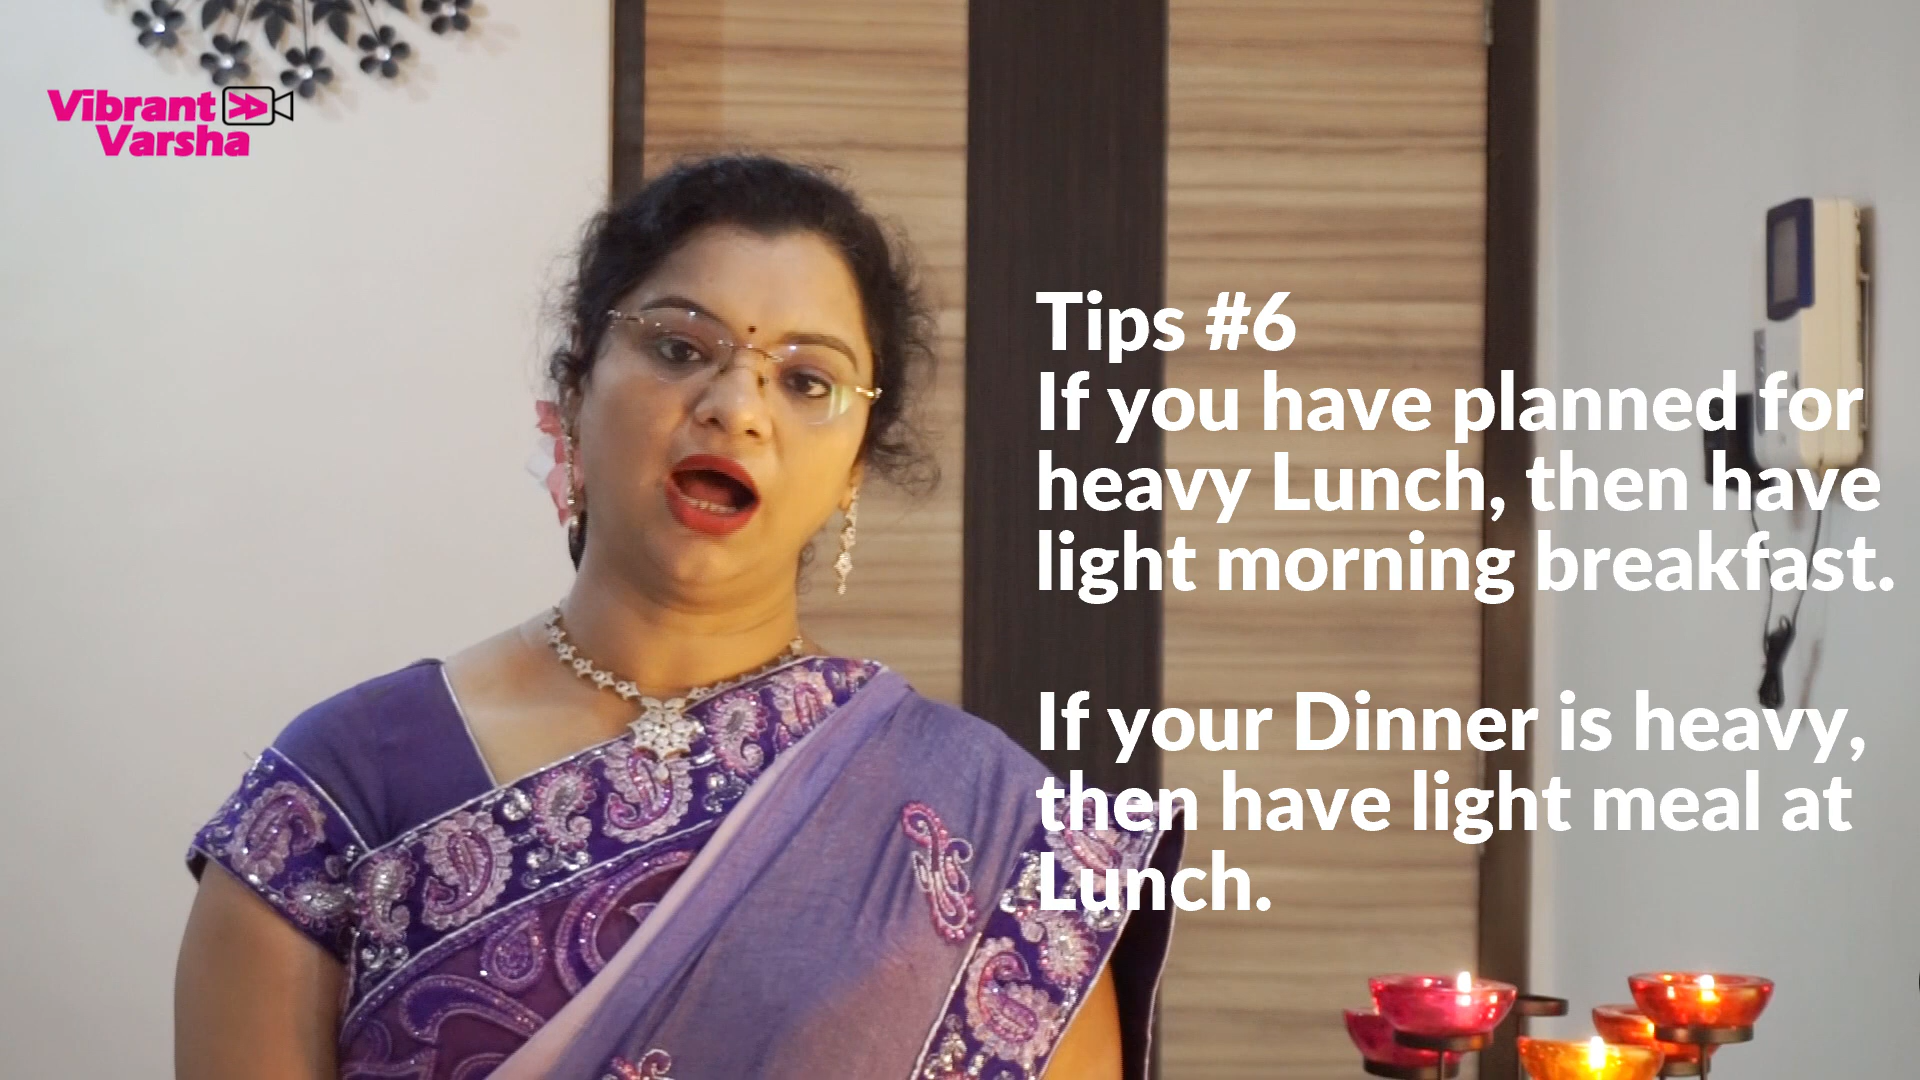 Vibrant
Varsha
Tips #6
If you have planned for
heavy Lunch, then have
light morning breakfast.
If your Dinner is heavy,
then have light meal at
Lunch.